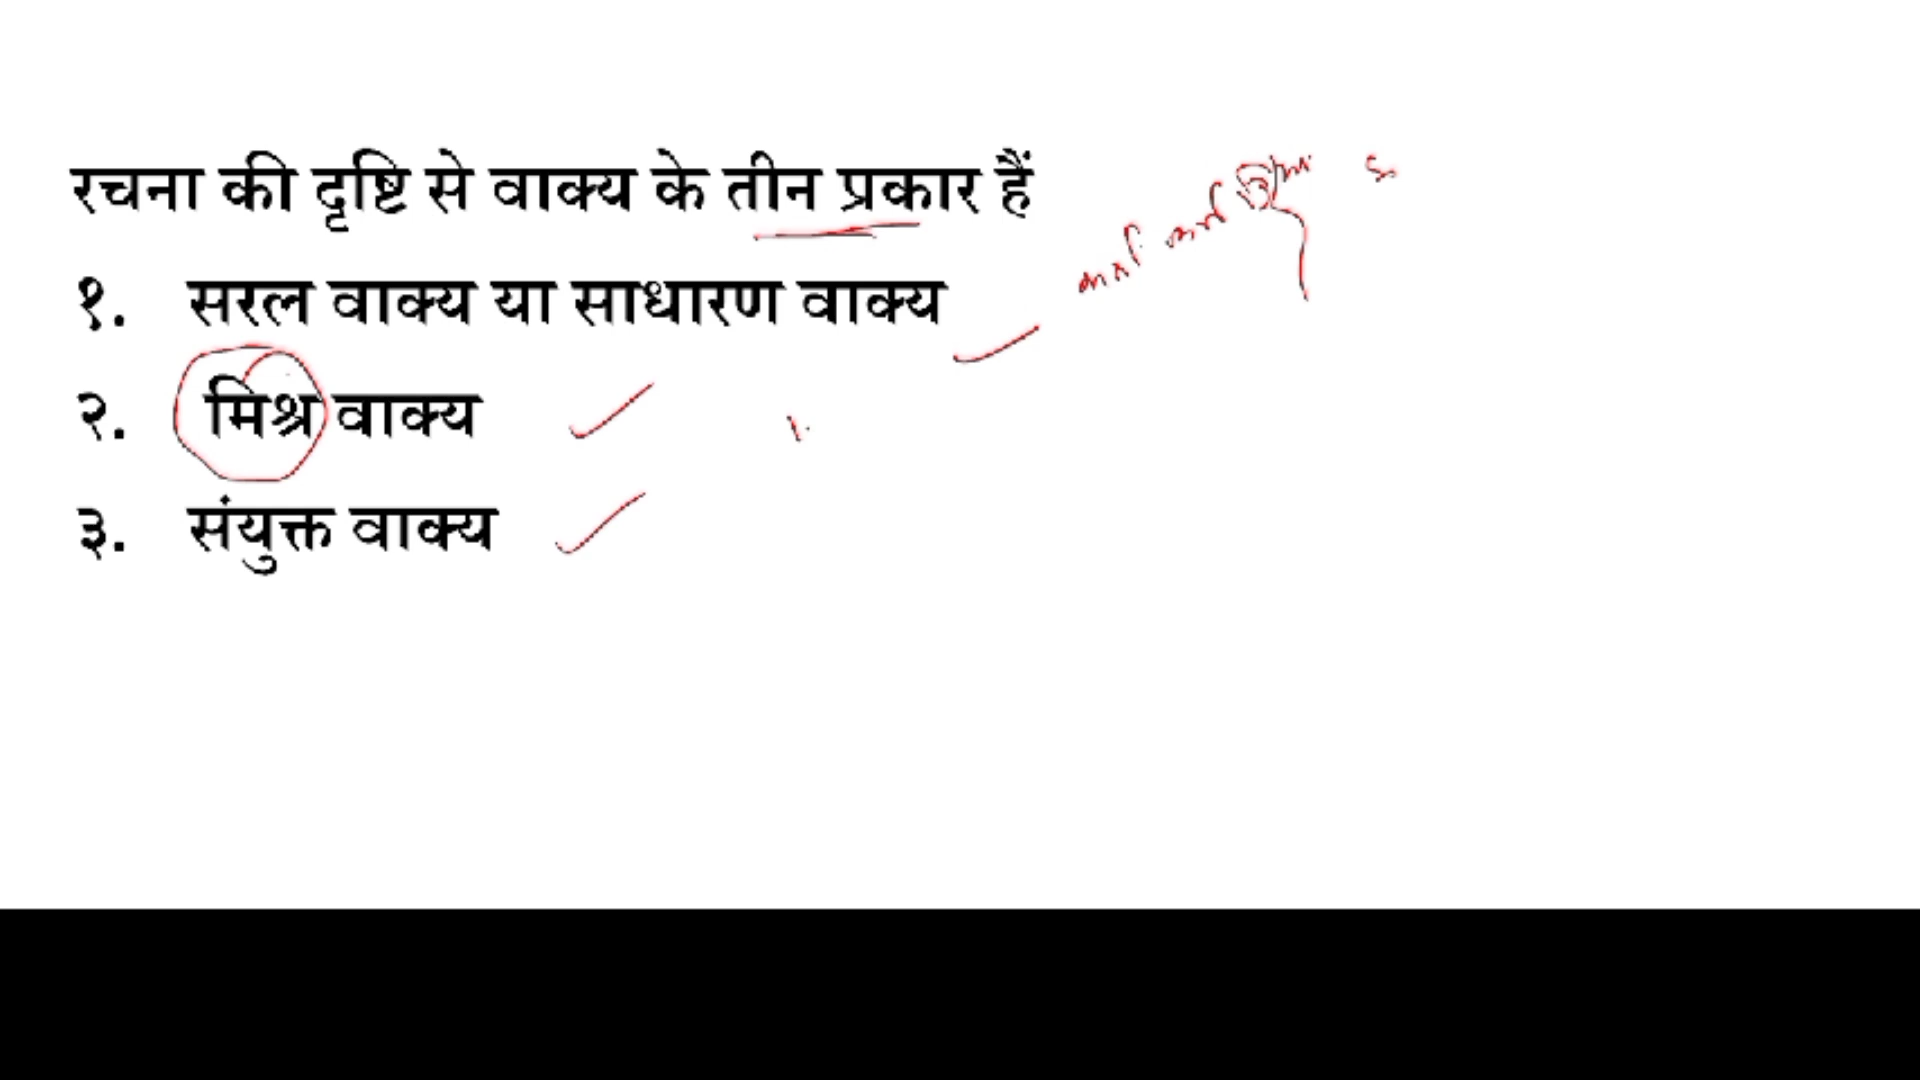 रचना की दृष्टि से वाक्य के तीन प्रकार हैं
१. सरल वाक्य या साधारण वाक्य
२. मिश्र वाक्य
३. संयुक्त वाक्य